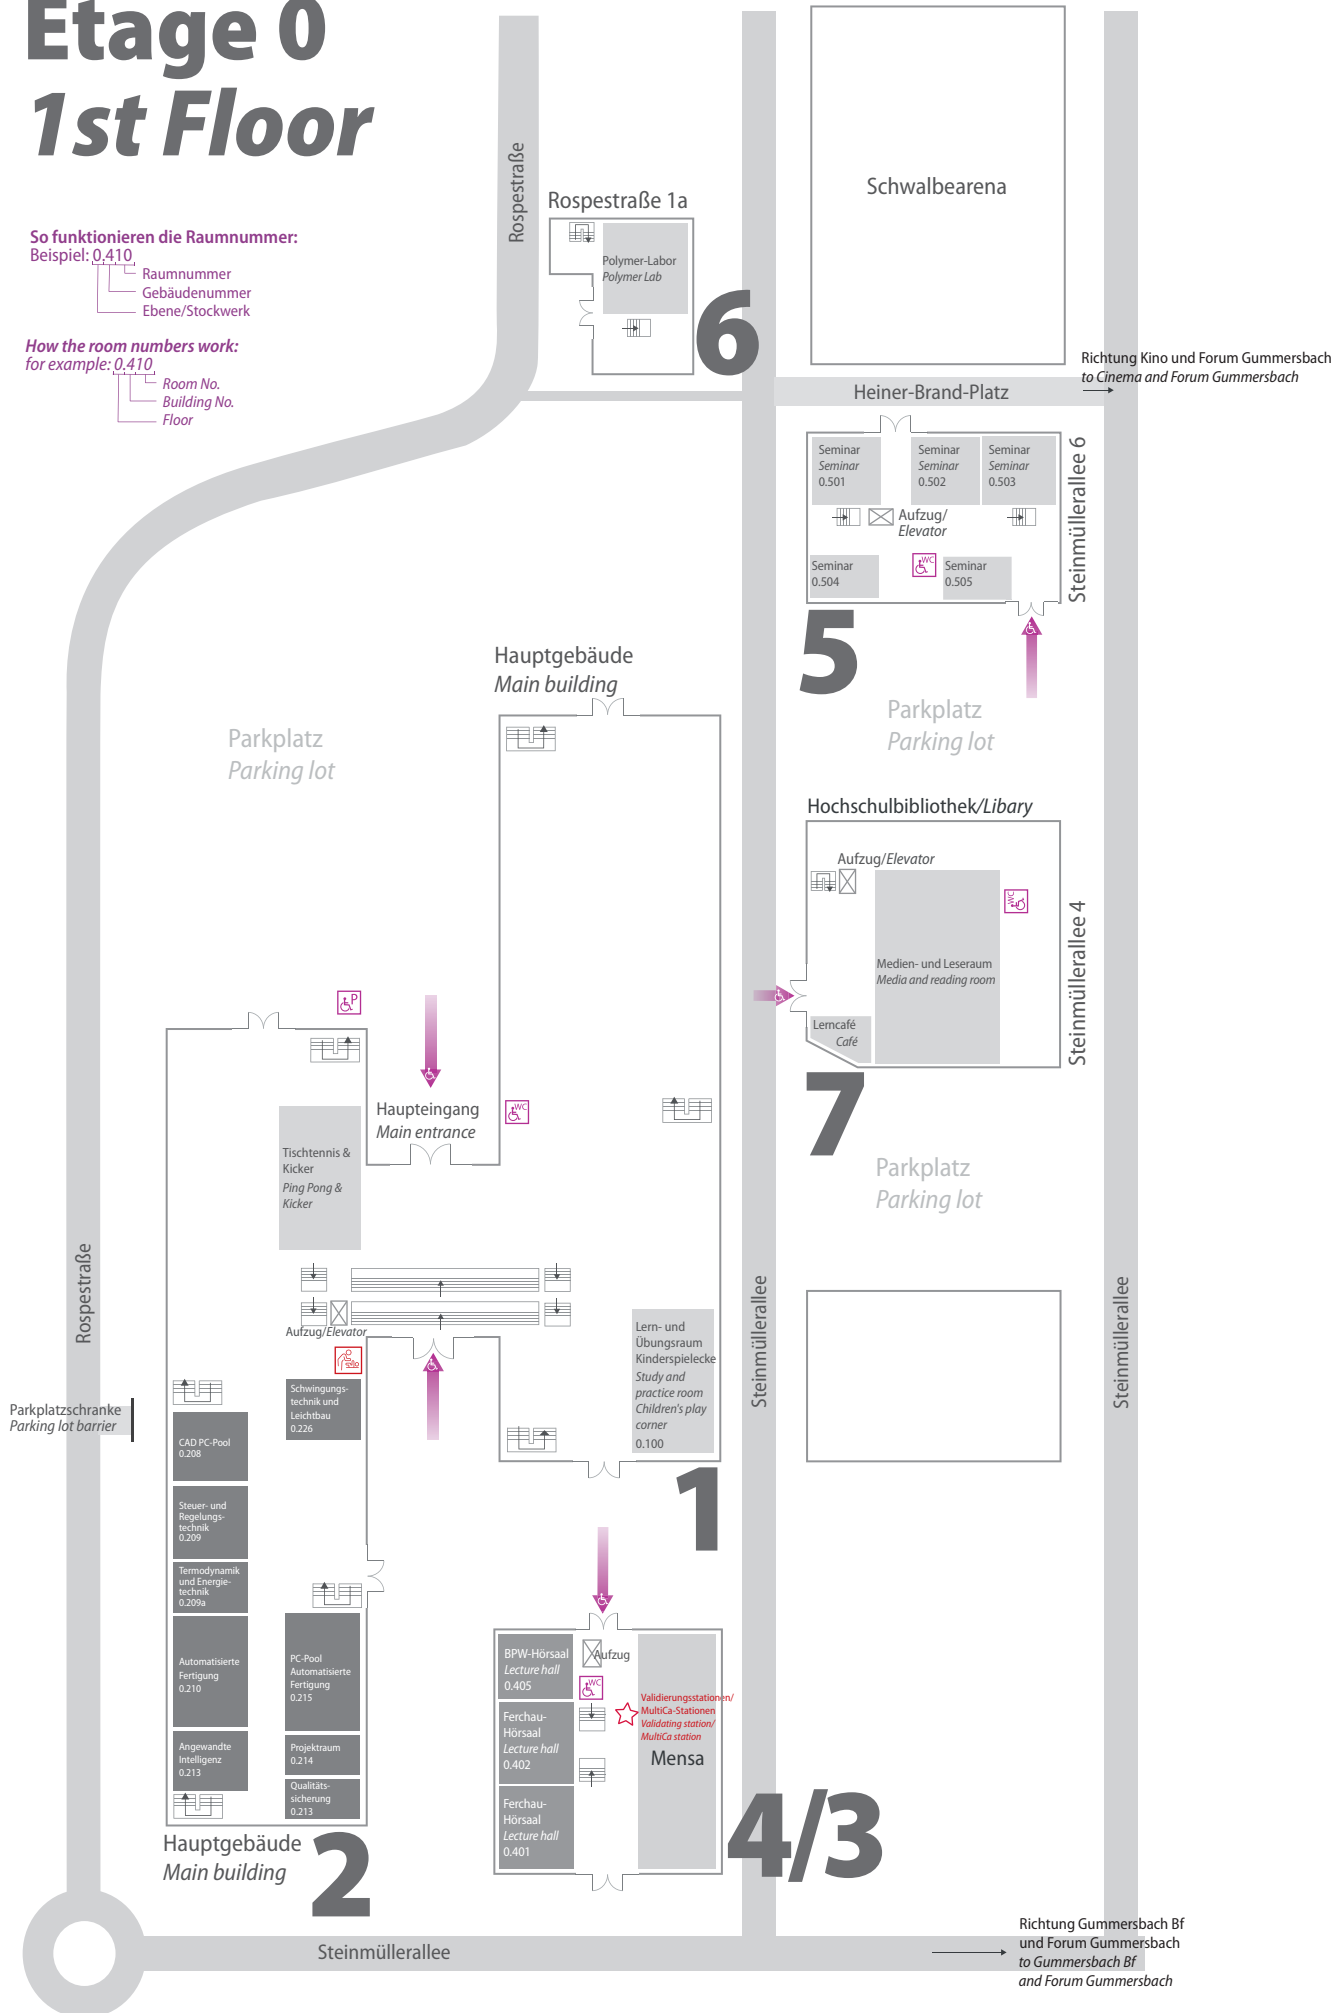 Etage 0
1st Floor
So funktionieren die Raumnummer:
Beispiel: 0.410
Raumnummer
Gebäudenummer
Ebene/Stockwerk
How the room numbers work:
for example: 0.410
Room No.
Building No.
Floor
Rospestraße
Rospestraße 1a
Polymer-Labor
Polymer Lab
6
Schwalbearena
Richtung Kino und Forum Gummersbach
to Cinema and Forum Gummersbach
Heiner-Brand-Platz
Seminar
Seminar
0.501
Seminar
Seminar
0.502
Seminar
Seminar
0.503
Aufzug/
Elevator
Seminar
0.504
WC
Seminar
0.505
Steinmüllerallee 6
5
Parkplatz
Parking lot
Hauptgebäude
Main building
Parkplatz
Parking lot
Hochschulbibliothek/Libary
Aufzug/Elevator
WC
Medien- und Leseraum
Media and reading room
Lerncafé
Café
Steinmüllerallee 4
7
Parkplatz
Parking lot
P
Haupteingang
Main entrance
WC
Tischtennis &
Kicker
Ping Pong &
Kicker
Aufzug/Elevator
Rospestraße
Parkplatzschranke
Parking lot barrier
Schwingungs-
technik und
Leichtbau
0.226
CAD PC-Pool
0.208
Steuer- und
Regelungs-
technik
0.209
Termodynamik
und Energie-
technik
0.209a
Automatisierte
Fertigung
0.210
Angewandte
Intelligenz
0.213
PC-Pool
Automatisierte
Fertigung
0.215
Projektraum
0.214
Qualitäts-
sicherung
0.213
Hauptgebäude
Main building
2
Lern- und
Übungsraum
Kinderspielecke
Study and
practice room
Children's play
corner
0.100
1
Steinmüllerallee
Steinmüllerallee
BPW-Hörsaal
Lecture hall
0.405
Ferchau-
Hörsaal
Lecture hall
0.402
Ferchau-
Hörsaal
Lecture hall
0.401
Aufzug
WC
Validierungsstationen/
MultiCa-Stationen
Validating station/
MultiCa station
Mensa
4/3
Steinmüllerallee
Richtung Gummersbach Bf
und Forum Gummersbach
to Gummersbach Bf
and Forum Gummersbach